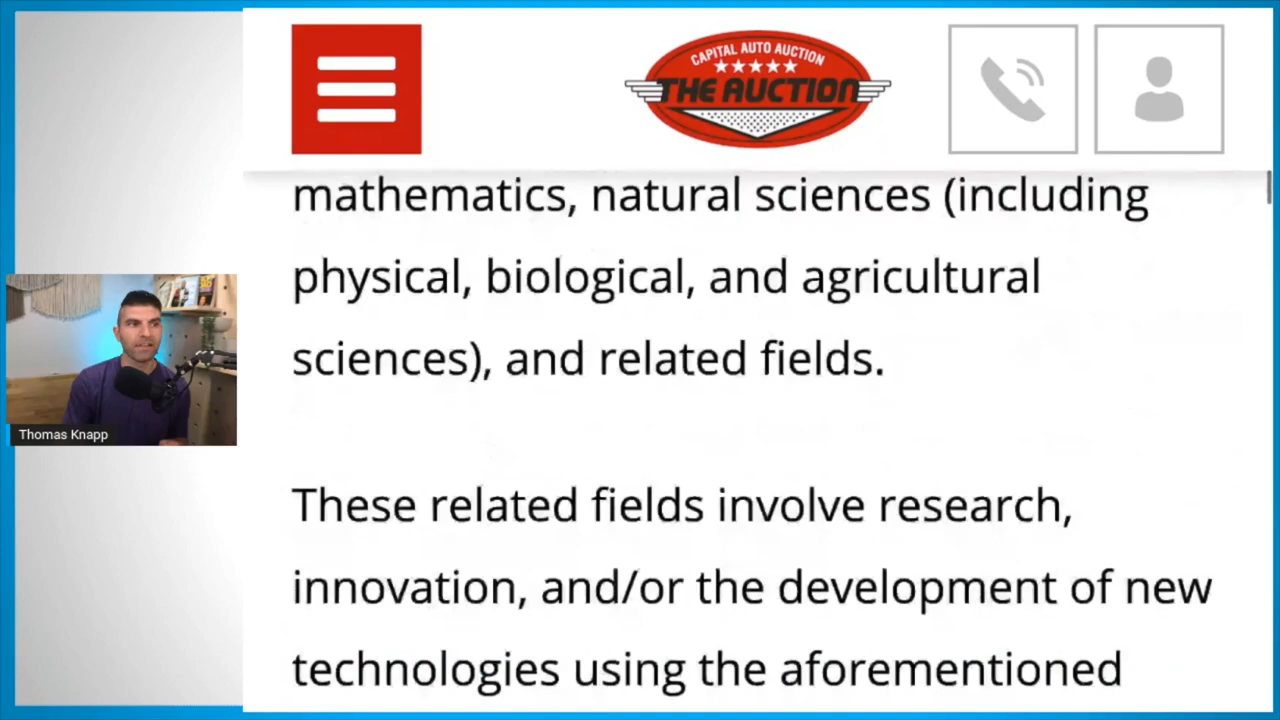 CAPITAL AUTO AUCTION
THE AUCTION
mathematics, natural sciences (including
physical, biological, and agricultural
sciences), and related fields.
Thomas Knapp
These related fields involve research,
innovation, and/or the development of new
technologies using the aforementioned